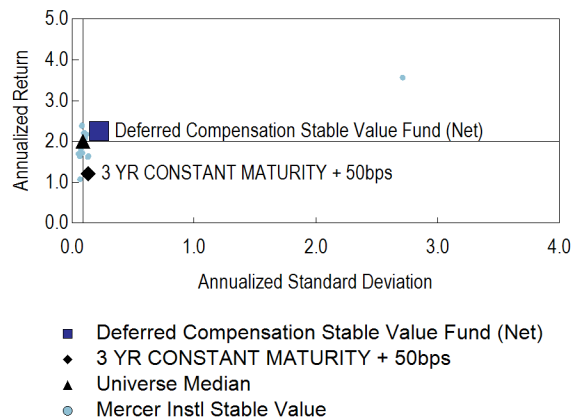 5.0
4.0
3.0
2.0
1.0
0.0
Annualized Return
Deferred Compensation Stable Value Fund (Net)
3 YR CONSTANT MATURITY + 50bps
0.0 1.0 2.0 3.0 4.0
Annualized Standard Deviation
Deferred Compensation Stable Value Fund (Net)
3 YR CONSTANT MATURITY + 50bps
Universe Median
Mercer Instl Stable Value